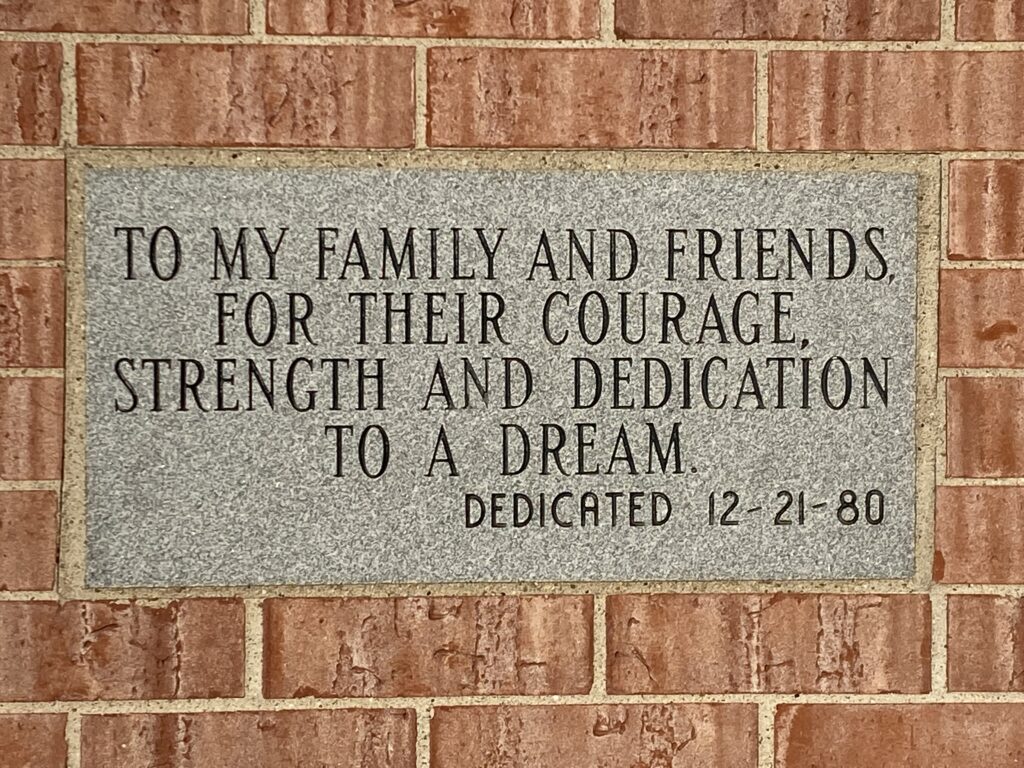 TO MY FAMILY AND FRIENDS,
FOR THEIR COURAGE,
STRENGTH AND DEDICATION
TO A DREAM.
DEDICATED 12-21-80